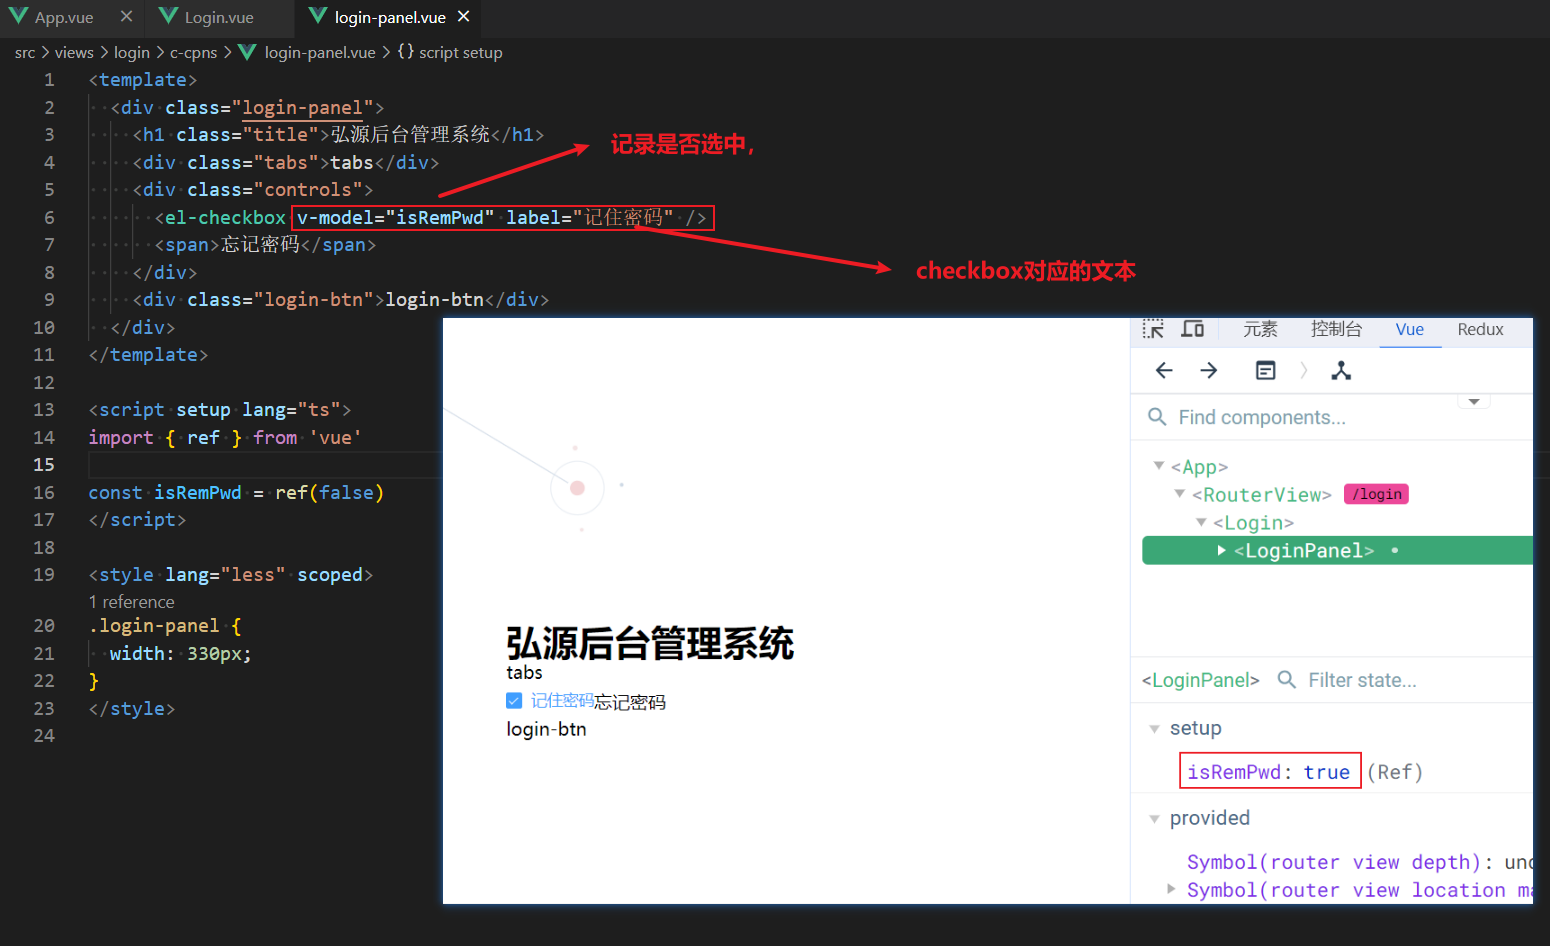 App.vue
Login.vue
login-panel.vue
src > views > login > c-cpns > login-panel.vue > {} script setup
1 <template>
2 <div class="login-panel">
3 <h1 class="title">弘源后台管理系统</h1>
4 <div class="tabs">tabs</div>
5 <div class="controls">
6 <el-checkbox v-model="isRemPwd" label="记住密码" />
7 <span>忘记密码</span>
8 </div>
9 <div class="login-btn">login-btn</div>
10 </div>
11 </template>
12
13 <script setup lang="ts">
14 import { ref } from 'vue'
15
16 const isRemPwd = ref(false)
17 </script>
18
19 <style lang="less" scoped>
1 reference
20 .login-panel {
21 width: 330px;
22 }
23 </style>
24
记录是否选中,
checkbox对应的文本
弘源后台管理系统
tabs
记住密码忘记密码
login-btn
元素 控制台 Vue Redux
Find components...
<App>
<RouterView> /login
<Login>
<LoginPanel>
<LoginPanel> Filter state...
setup
isRemPwd: true (Ref)
provided
Symbol(router view depth):
Symbol(router view location